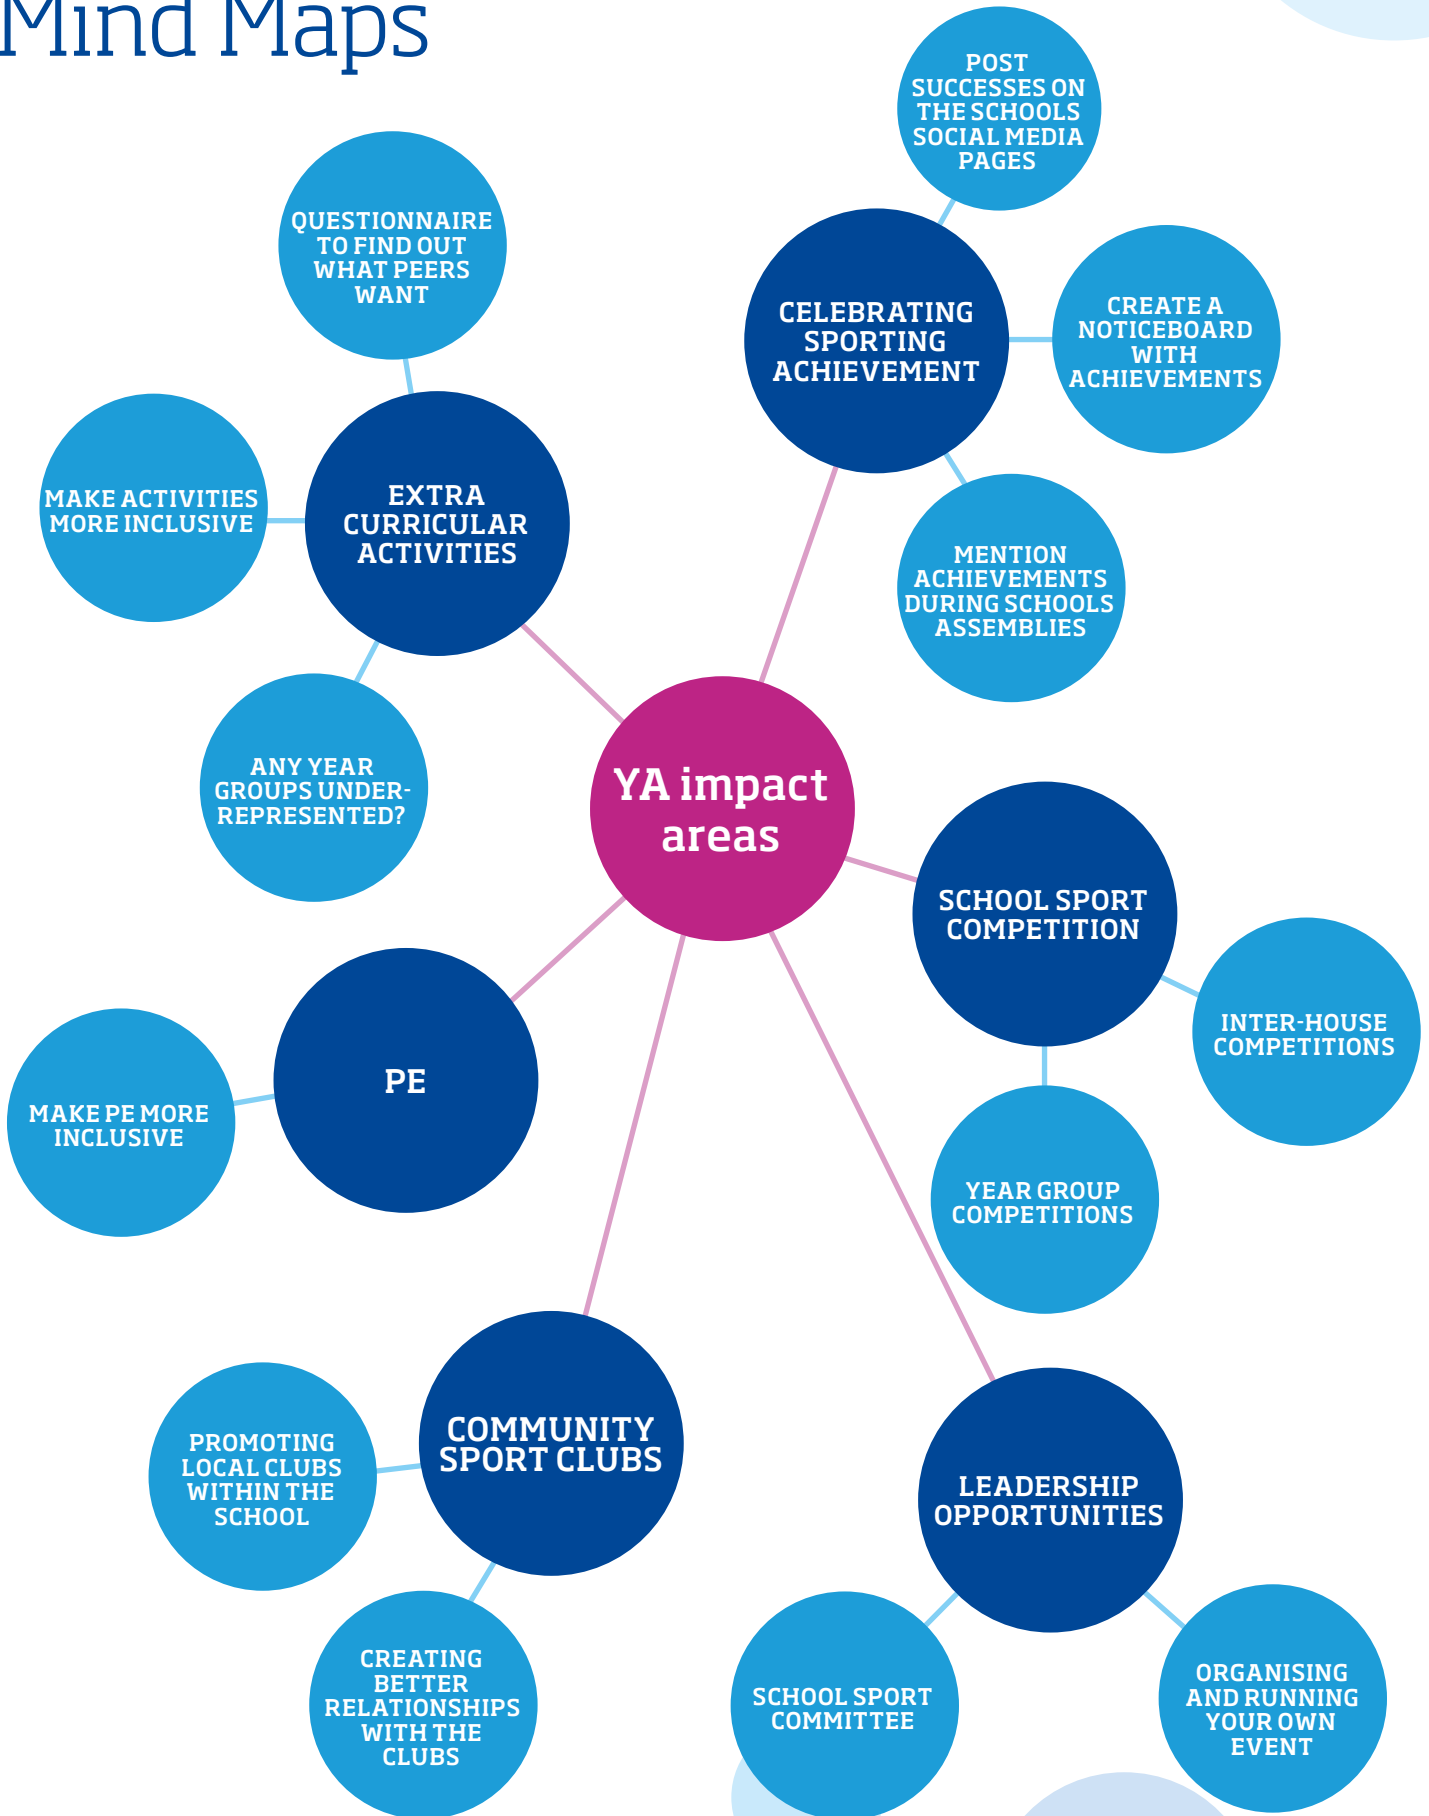 Mind Maps
POST
SUCCESSES ON
THE SCHOOLS
SOCIAL MEDIA
PAGES
QUESTIONNAIRE
TO FIND OUT
WHAT PEERS
WANT
CELEBRATING
SPORTING
ACHIEVEMENT
CREATE A
NOTICEBOARD
WITH
ACHIEVEMENTS
MAKE ACTIVITIES
MORE INCLUSIVE
EXTRA
CURRICULAR
ACTIVITIES
MENTION
ACHIEVEMENTS
DURING SCHOOLS
ASSEMBLIES
ANY YEAR
GROUPS UNDER-
REPRESENTED?
YA impact
areas
SCHOOL SPORT
COMPETITION
INTER-HOUSE
COMPETITIONS
PE
MAKE PE MORE
INCLUSIVE
YEAR GROUP
COMPETITIONS
COMMUNITY
SPORT CLUBS
PROMOTING
LOCAL CLUBS
WITHIN THE
SCHOOL
LEADERSHIP
OPPORTUNITIES
CREATING
BETTER
RELATIONSHIPS
WITH THE
CLUBS
SCHOOL SPORT
COMMITTEE
ORGANISING
AND RUNNING
YOUR OWN
EVENT